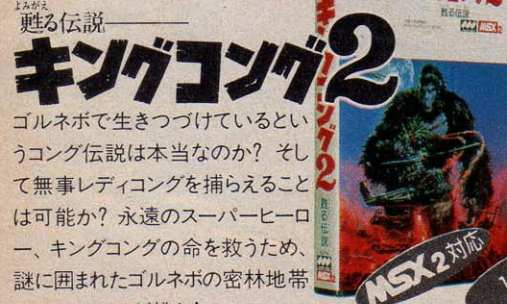 よみがえ
甦る伝説
キングコング2
ゴルネボで生きつづけているとい
うコング伝説は本当なのか? そし
て無事レディコングを捕らえること
は可能か? 永遠のスーパーヒーロ
ー、キングコングの命を救うため、
謎に囲まれたゴルネボの密林地帯
キングコング2
甦る伝説
甦る伝説
MSX2
MSX2対応